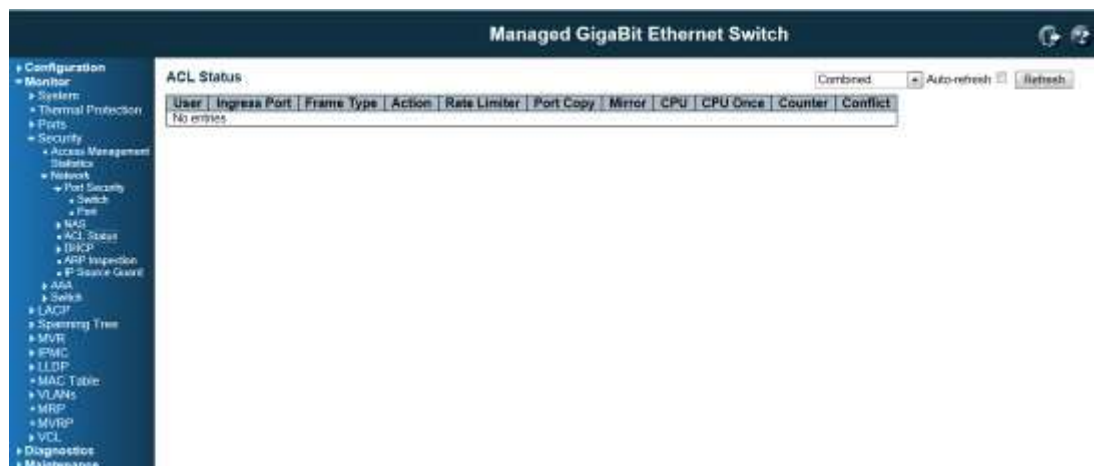 Managed GigaBit Ethernet Switch
Configuration
Monitor
System
Thermal Protection
Ports
Security
Access Management
Statistics
Network
Port Security
Switch
Port
NAS
ACL Status
DHCP
ARP Inspection
IP Source Guard
AAA
Switch
LACP
Spanning Tree
MVR
IPMC
LLDP
MAC Table
VLANs
MRP
MVRP
VCL
Diagnostics
Maintenance
ACL Status
Combined Auto-refresh Refresh
User Ingress Port Frame Type Action Rate Limiter Port Copy Mirror CPU CPU Once Counter Conflict
No entries